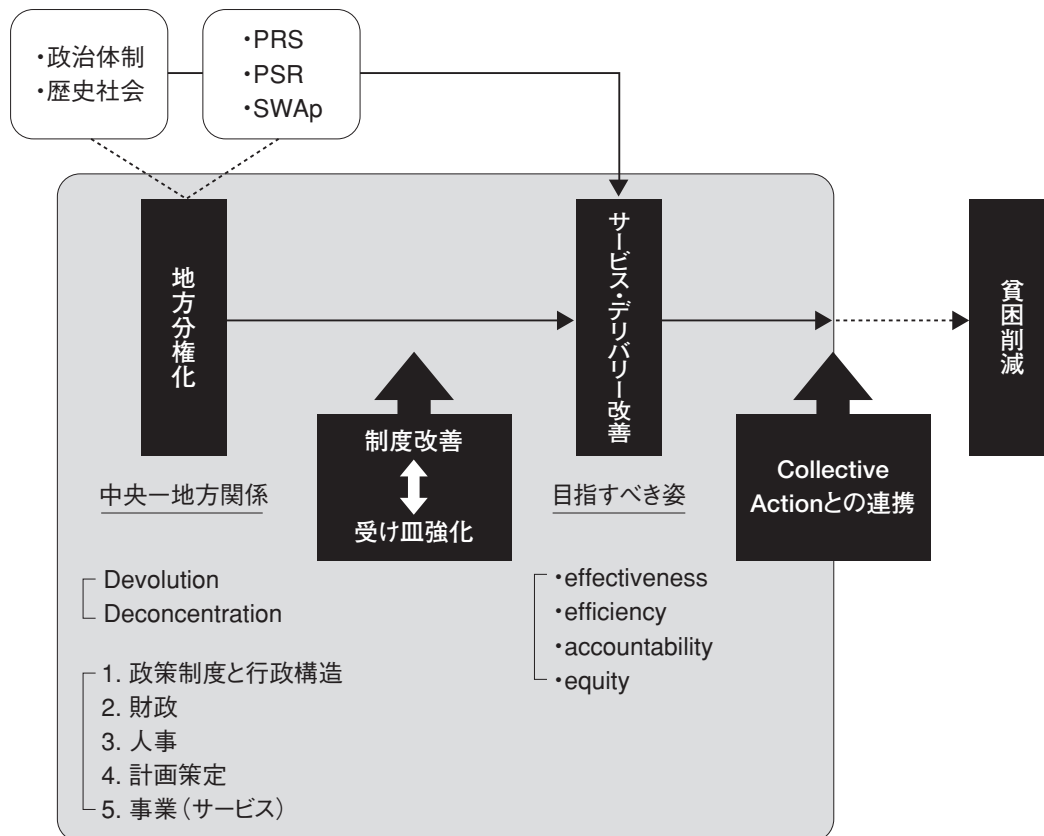 ・政治体制
・歴史社会
・PRS
・PSR
・SWAp
地方分権化
サービス・デリバリー改善
貧困削減
制度改善
受け皿強化
Collective
Actionとの連携
中央ー地方関係
目指すべき姿
Devolution
Deconcentration
・effectiveness
・efficiency
・accountability
・equity
1. 政策制度と行政構造
2. 財政
3. 人事
4. 計画策定
5. 事業（サービス）